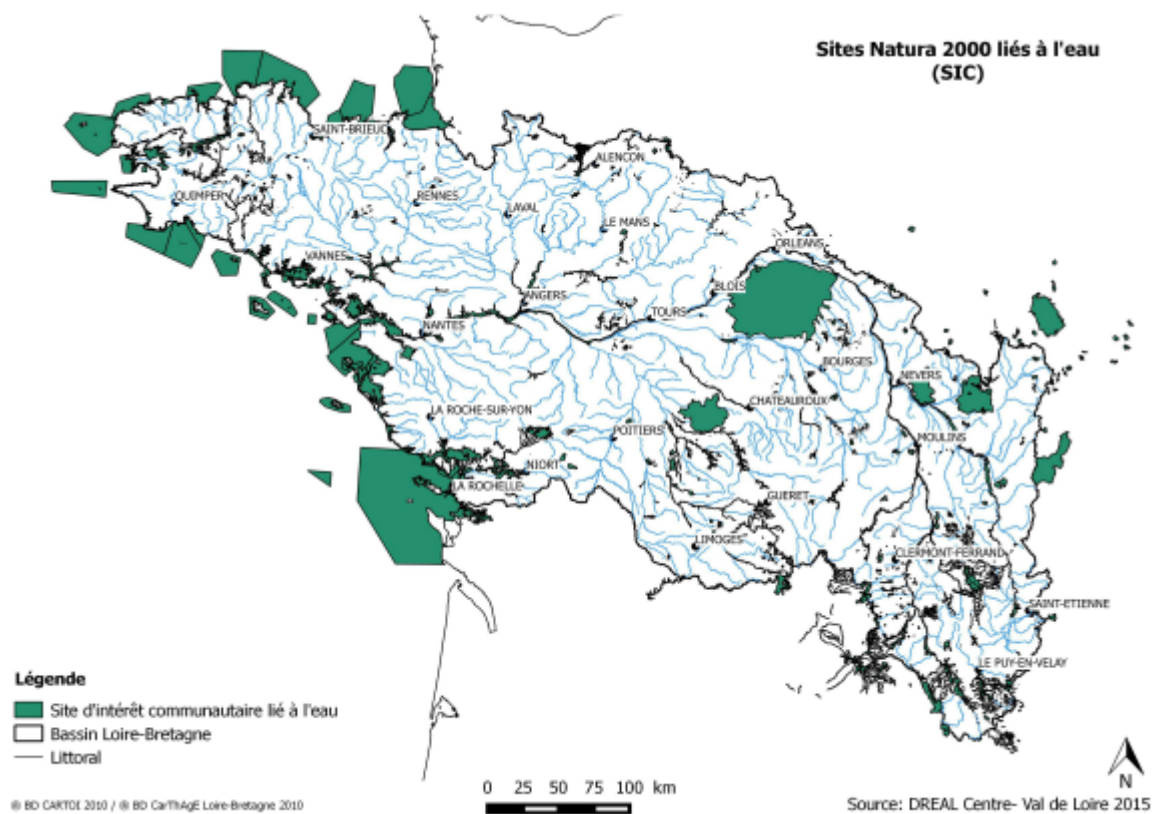 Sites Natura 2000 liés à l'eau
(SIC)
SAINT-BRIEUC
ALENCON
QUIMPER
RENNES
LAVAL
LE MANS
ORLEANS
VANNES
BLOIS
ANGERS
TOURS
NANTES
BOURGES
NEVERS
CHATEAUROUX
LA ROCHE-SUR-YON
POITIERS
MOULINS
NIORT
LA ROCHELLE
GUERET
LIMOGES
CLERMONT-FERRAND
SAINT-ETIENNE
LE PUY-EN-VELAY
Légende
Site d'intérêt communautaire lié à l'eau
Bassin Loire-Bretagne
Littoral
N
0 25 50 75 100 km
® BD CARTOI 2010 / ® BD CarThAgE Loire-Bretagne 2010
Source: DREAL Centre- Val de Loire 2015